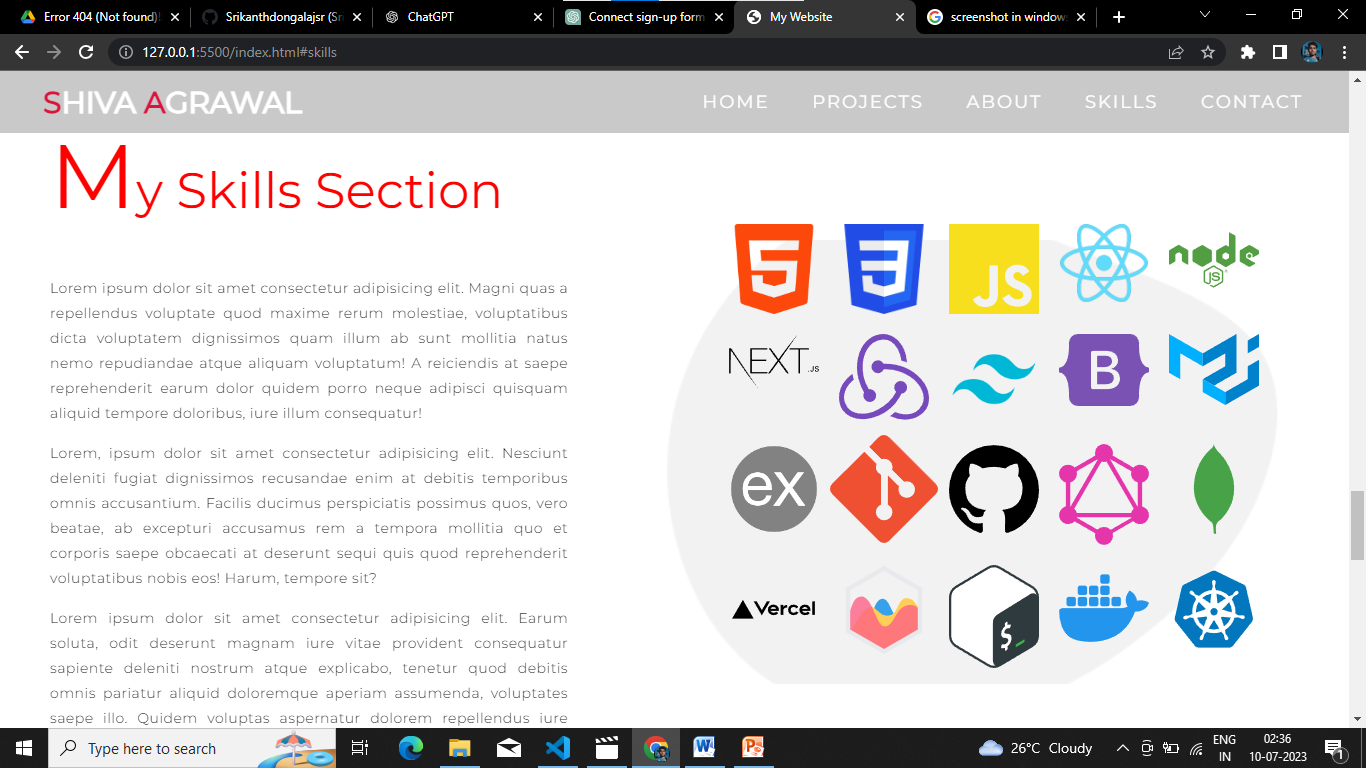 Error 404 (Not found)!
Srikanthdongalajsr (Sri
ChatGPT
Connect sign-up form
My Website
screenshot in window
127.0.0.1:5500/index.html#skills
SHIVA AGRAWAL
HOME PROJECTS ABOUT SKILLS CONTACT
My Skills Section
Lorem ipsum dolor sit amet consectetur adipisicing elit. Magni quas a
repellendus voluptate quod maxime rerum molestiae, voluptatibus
dicta voluptatem dignissimos quam illum ab sunt mollitia natus
nemo repudiandae atque aliquam voluptatum! A reiciendis at saepe
reprehenderit earum dolor quidem porro neque adipisci quisquam
aliquid tempore doloribus, iure illum consequatur!
Lorem, ipsum dolor sit amet consectetur adipisicing elit. Nesciunt
deleniti fugiat dignissimos recusandae enim at debitis temporibus
omnis accusantium. Facilis ducimus perspiciatis possimus quos, vero
beatae, ab excepturi accusamus rem a tempora mollitia quo et
corporis saepe obcaecati at deserunt sequi quis quod reprehenderit
voluptatibus nobis eos! Harum, tempore sit?
Lorem ipsum dolor sit amet consectetur adipisicing elit. Earum
soluta, odit deserunt magnam iure vitae provident consequatur
sapiente deleniti nostrum atque explicabo, tenetur quod debitis
omnis pariatur aliquid doloremque aperiam assumenda, voluptates
saepe illo. Quidem voluptas aspernatur dolorem repellendus iure
5 3 JS node JS
NEXT.JS B
ex
Vercel $_
Type here to search
26°C Cloudy
ENG
IN
02:36
10-07-2023
1